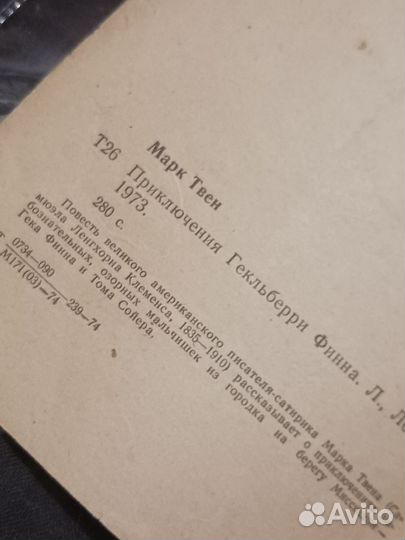 Марк Твен
Т26 Приключения Гекльберри Финна. Л.,
1973.
280 с.
Повесть великого американского писателя-сатирика Марка Твена
мюэла Ленгхорна Клеменса, 1835—1910) рассказывает о
бознательных, озорных мальчишек из городка на берегу
Гека Финна и Тома Сойера.
0734—090
М171(03)—74 239—74
Avito